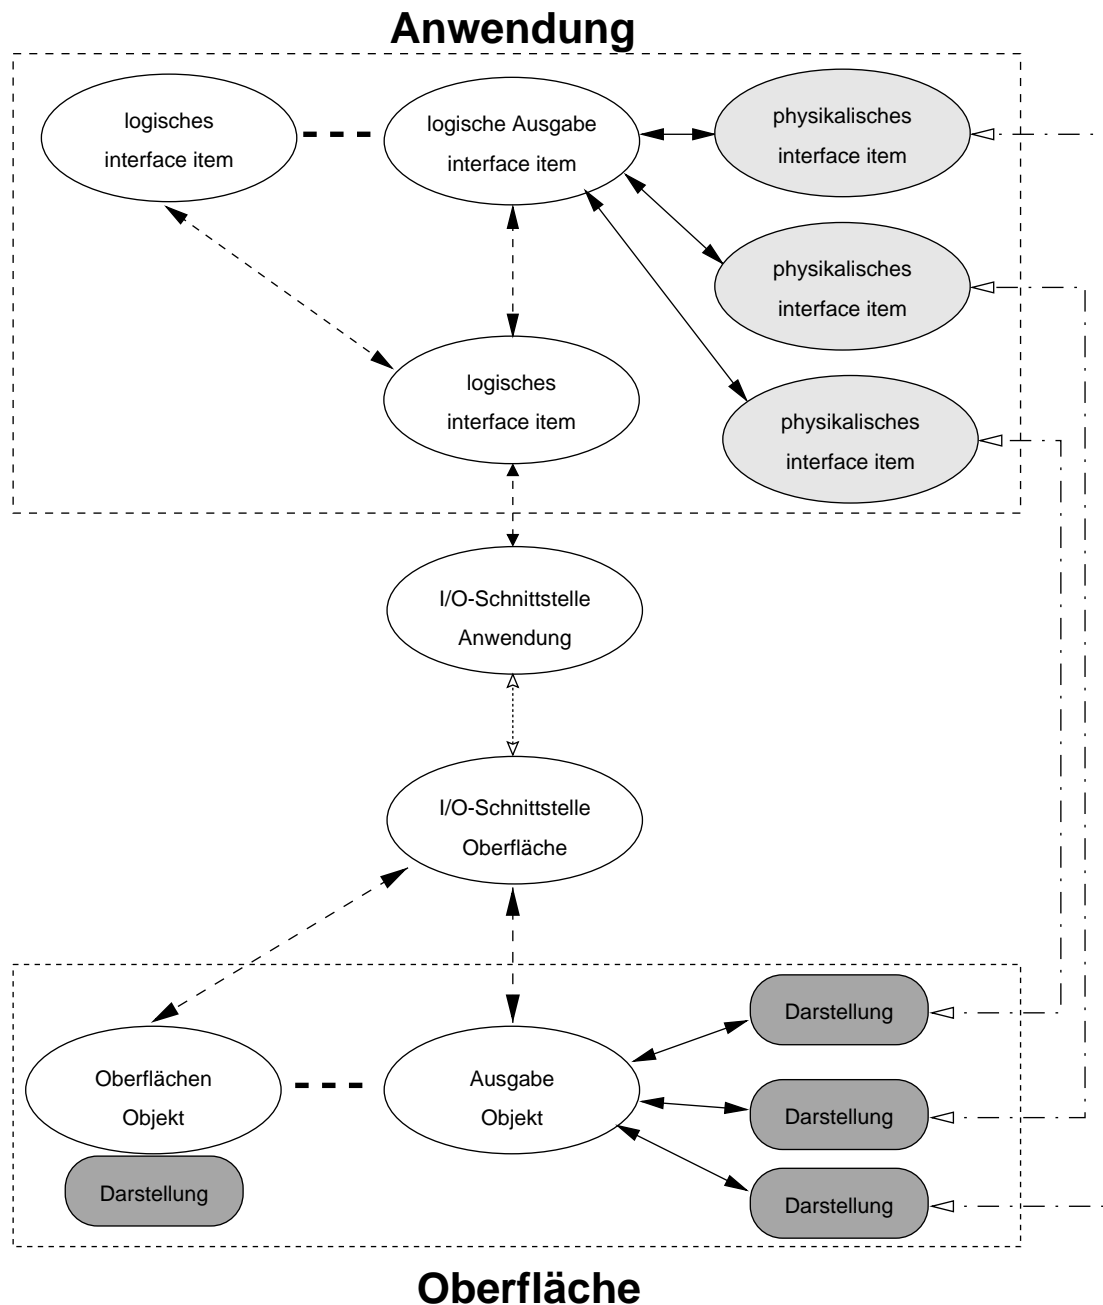 Anwendung
logisches
interface item
logische Ausgabe
interface item
physikalisches
interface item
physikalisches
interface item
logisches
interface item
physikalisches
interface item
I/O-Schnittstelle
Anwendung
I/O-Schnittstelle
Oberfläche
Darstellung
Oberflächen
Objekt
Ausgabe
Objekt
Darstellung
Darstellung
Darstellung
Oberfläche